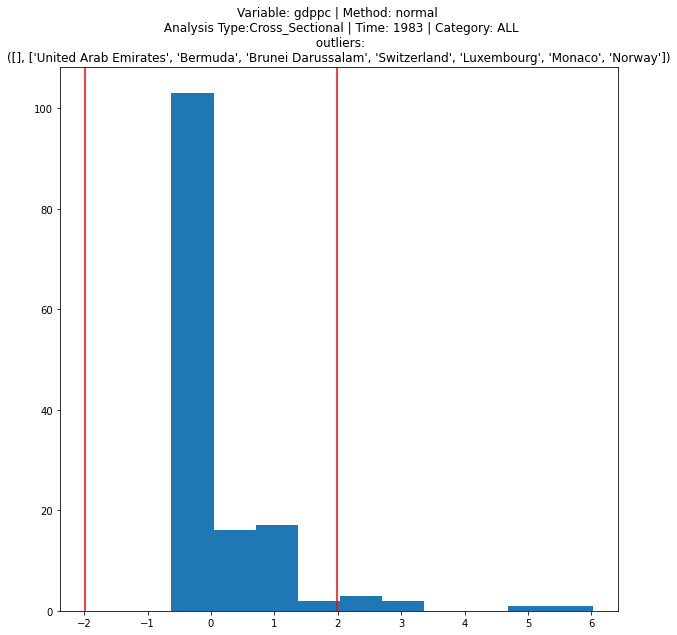 Variable: gdppc | Method: normal
Analysis Type:Cross_Sectional | Time: 1983 | Category: ALL
outliers:
([], ['United Arab Emirates', 'Bermuda', 'Brunei Darussalam', 'Switzerland', 'Luxembourg', 'Monaco', 'Norway'])
100
80
60
40
20
0
−2 −1 0 1 2 3 4 5 6